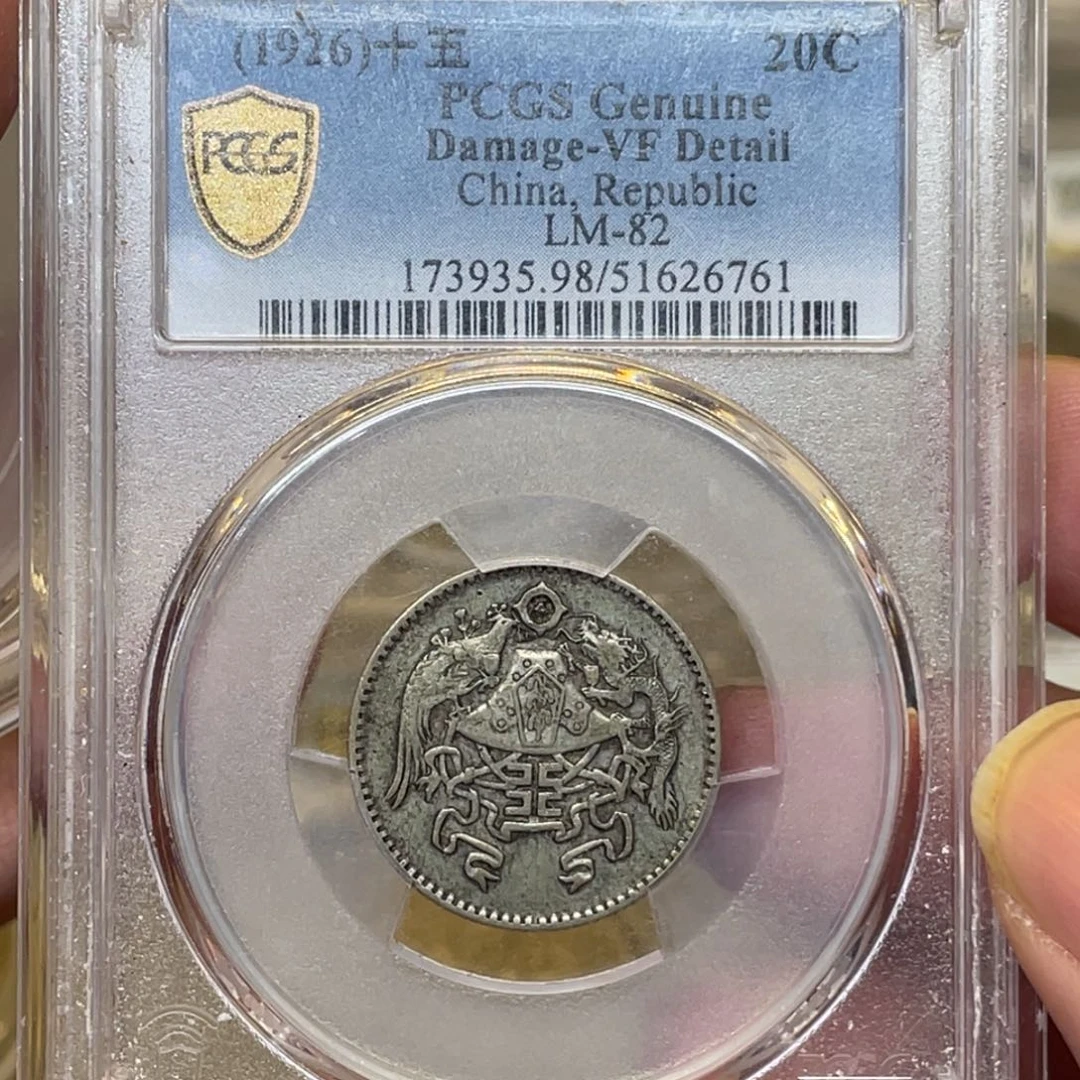 (1926)十五 20C
PCGS Genuine
PCGS
Damage-VF Detail
China, Republic
LM-82
173935.98/51626761